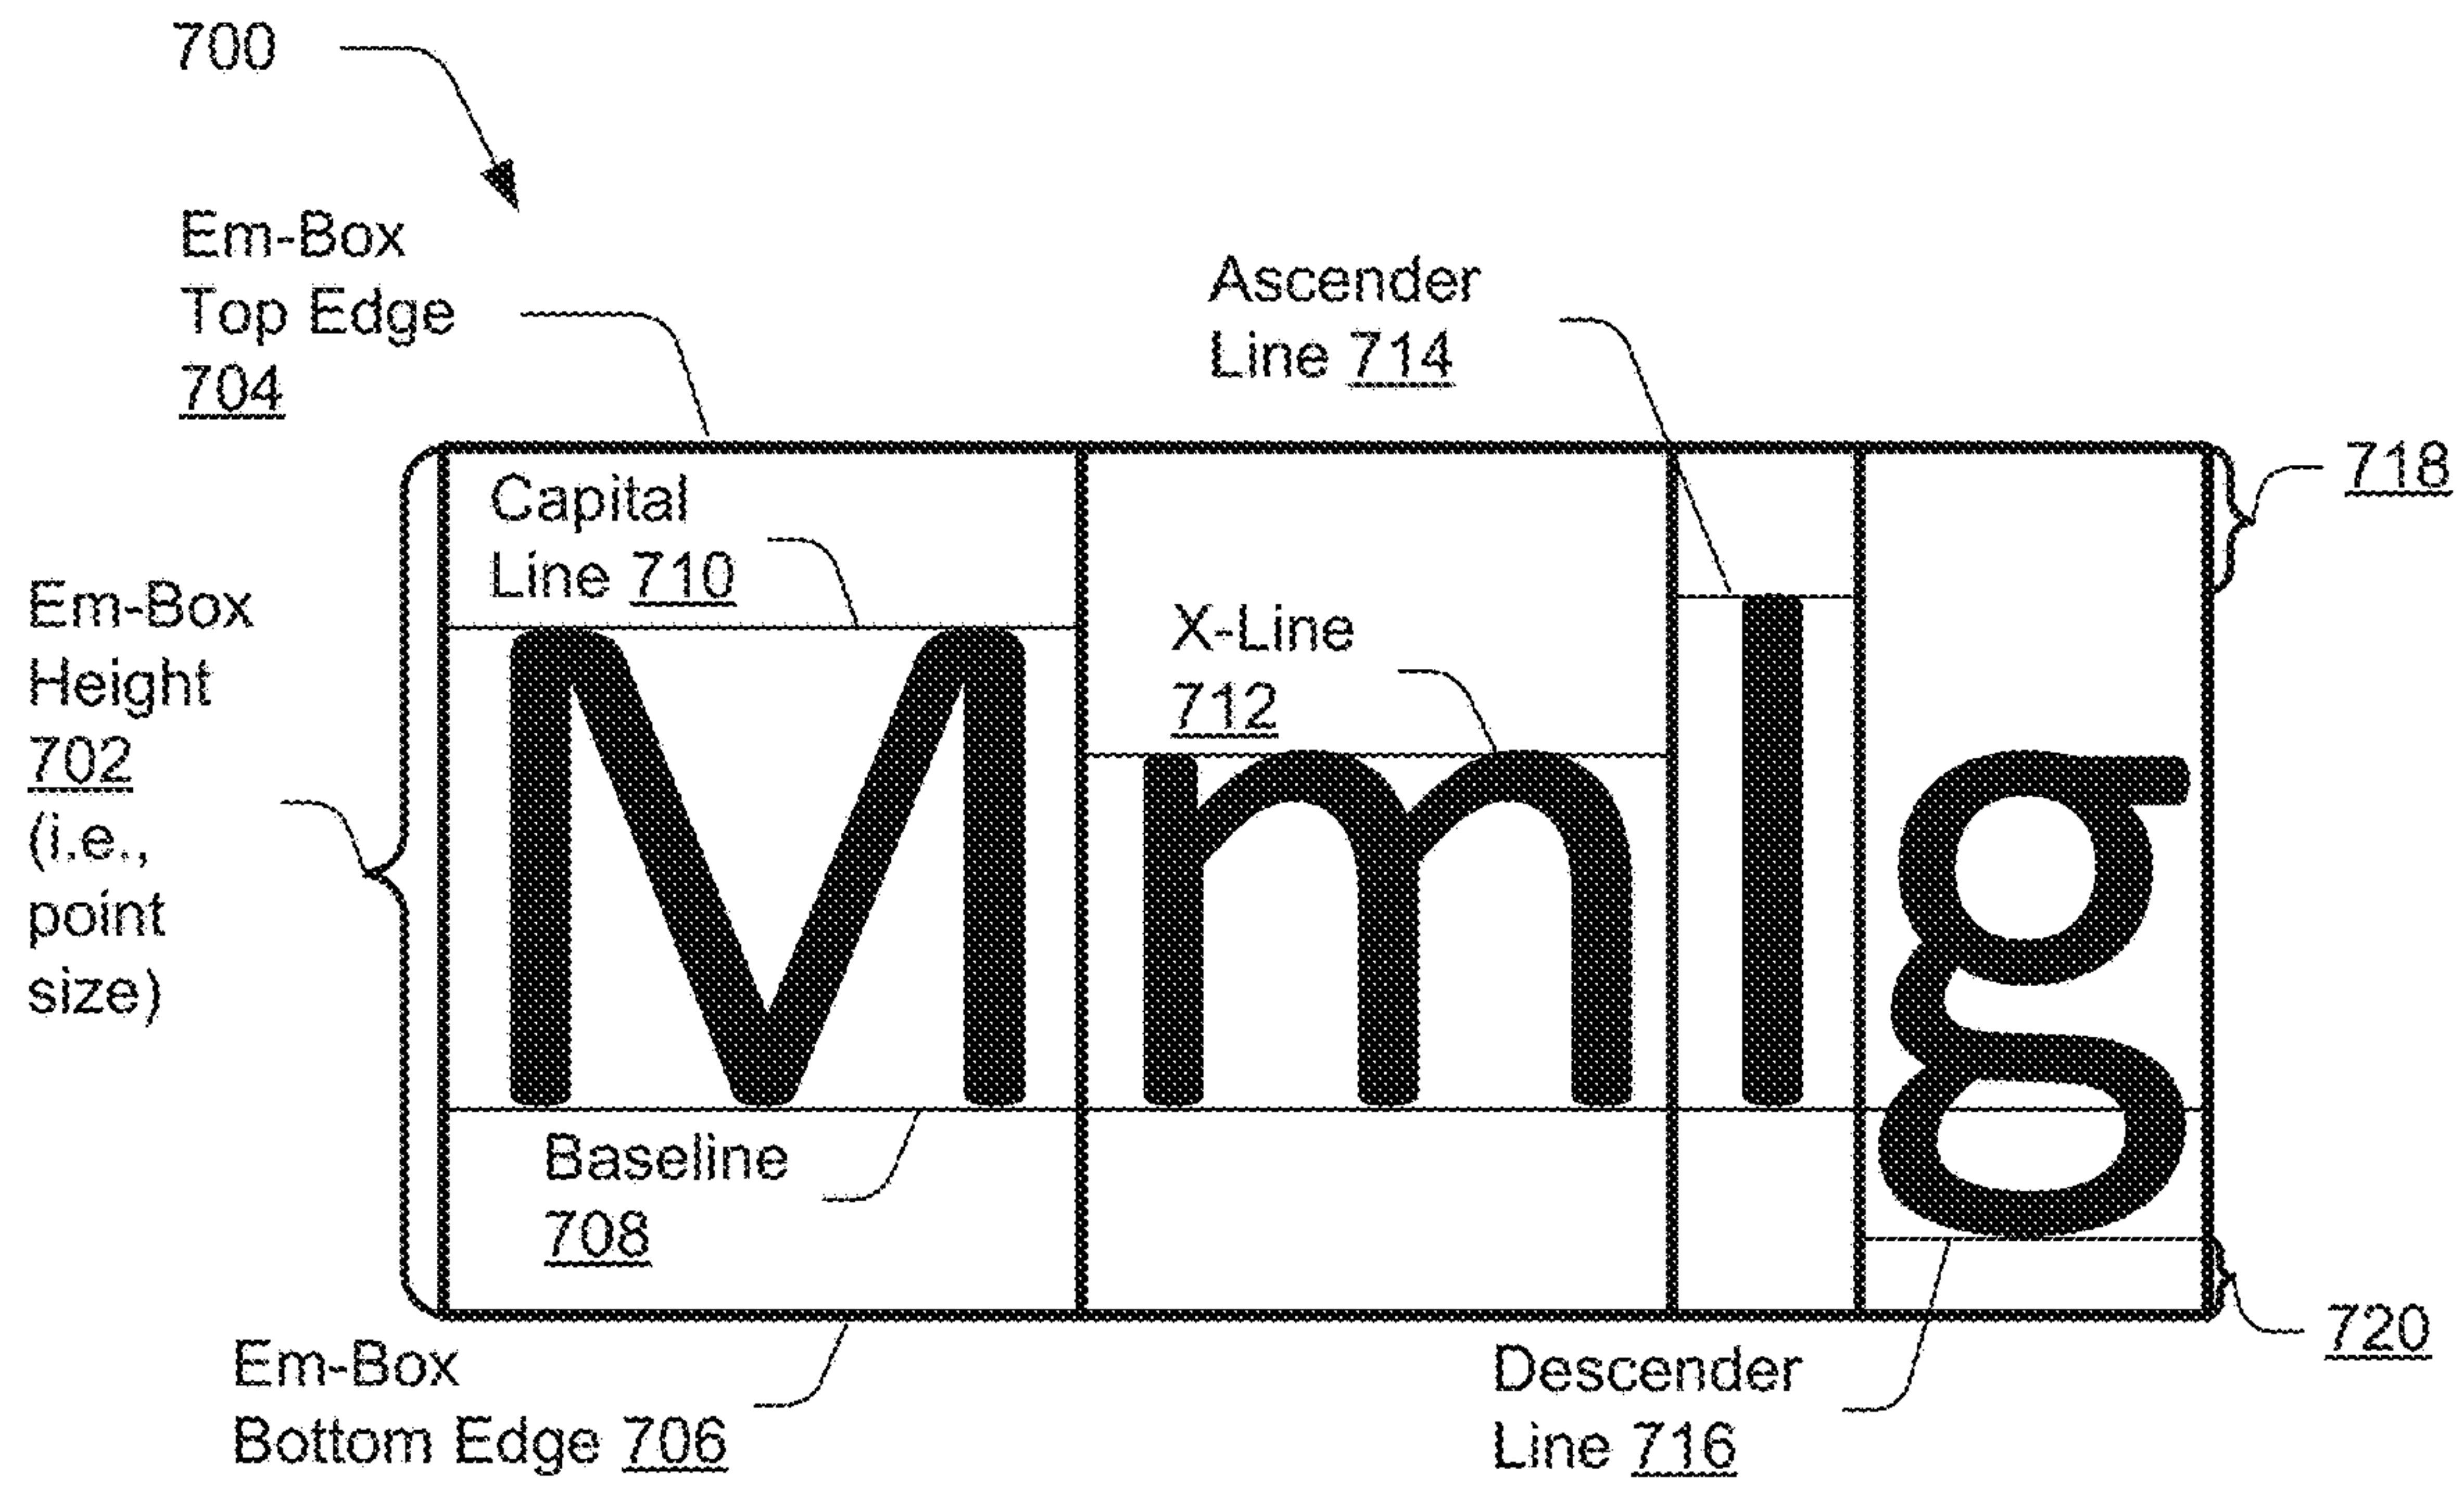 700
Em-Box
Top Edge
704
Ascender
Line 714
718
Capital
Line 710
Em-Box
Height
702
(i.e.,
point
size)
X-Line
712
Mmlg
Baseline
708
720
Em-Box
Bottom Edge 706
Descender
Line 716